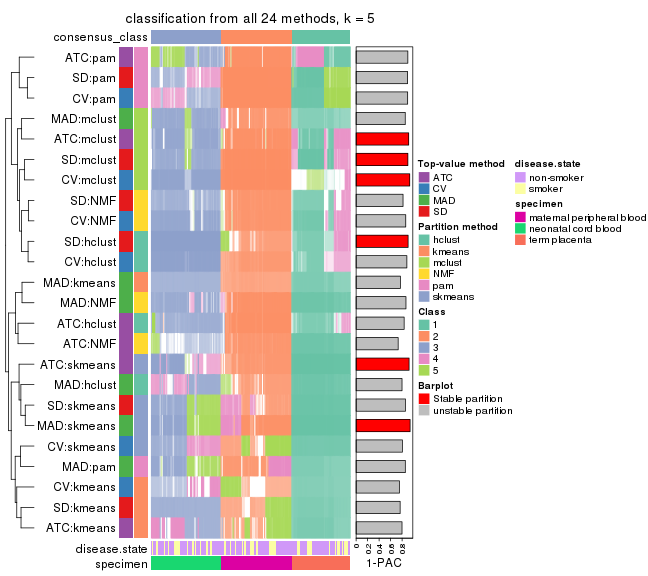 classification from all 24 methods, k = 5
consensus_class
ATC:pam
SD:pam
CV:pam
MAD:mclust
ATC:mclust
SD:mclust
CV:mclust
SD:NMF
CV:NMF
SD:hclust
CV:hclust
MAD:kmeans
MAD:NMF
ATC:hclust
ATC:NMF
ATC:skmeans
MAD:hclust
SD:skmeans
MAD:skmeans
CV:skmeans
MAD:pam
CV:kmeans
SD:kmeans
ATC:kmeans
disease.state
specimen
0
0.2
0.4
0.6
0.8
1-PAC
Top-value method
ATC
CV
MAD
SD
Partition method
hclust
kmeans
mclust
NMF
pam
skmeans
Class
1
2
3
4
5
Barplot
Stable partition
unstable partition
disease.state
non-smoker
smoker
specimen
maternal peripheral blood
neonatal cord blood
term placenta